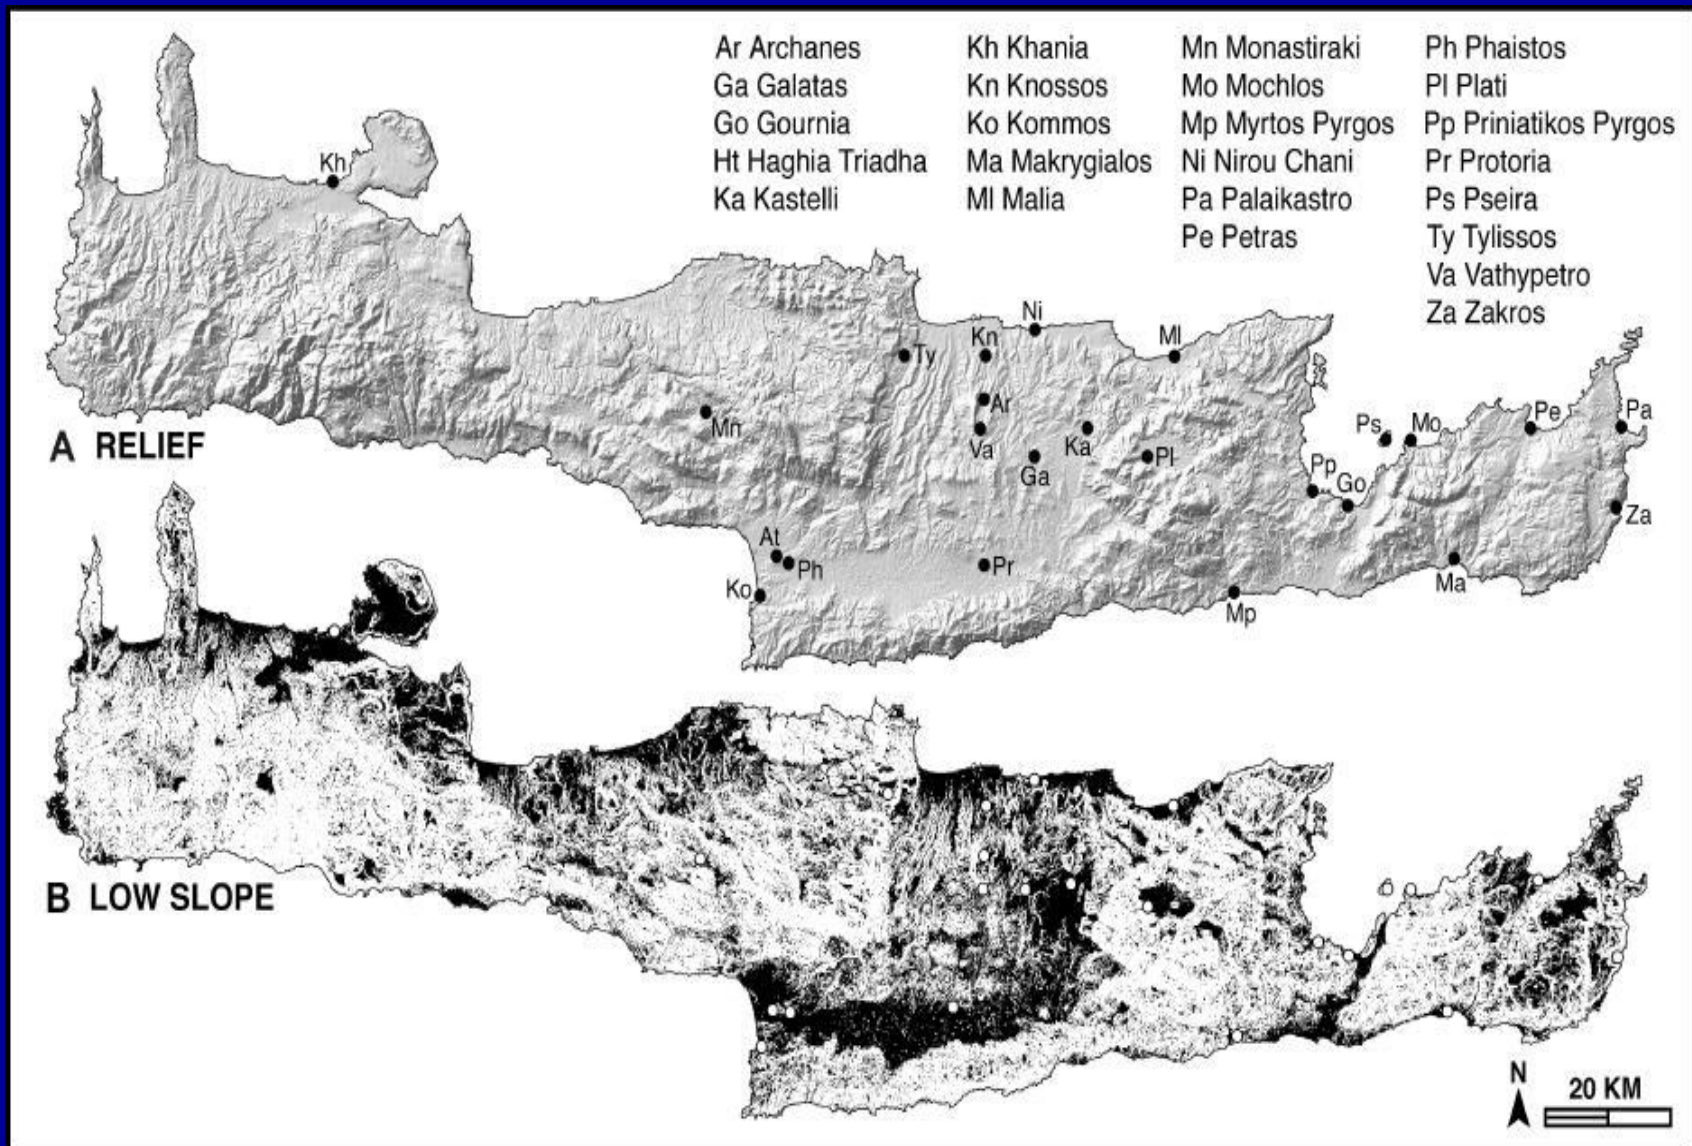 Ar Archanes
Ga Galatas
Go Gournia
Ht Haghia Triadha
Ka Kastelli
Kh Khania
Kn Knossos
Ko Kommos
Ma Makrygialos
Ml Malia
Mn Monastiraki
Mo Mochlos
Mp Myrtos Pyrgos
Ni Nirou Chani
Pa Palaikastro
Pe Petras
Ph Phaistos
Pl Plati
Pp Priniatikos Pyrgos
Pr Protoria
Ps Pseira
Ty Tylissos
Va Vathypetro
Za Zakros
Kh
Ni
Kn
Ml
Ty
Ar
Mn
Va
Ka
Ga
Pl
Ps
Mo
Pe
Pa
Pp
Go
Za
At
Ph
Pr
Ko
Mp
Ma
A RELIEF
B LOW SLOPE
N
20 KM